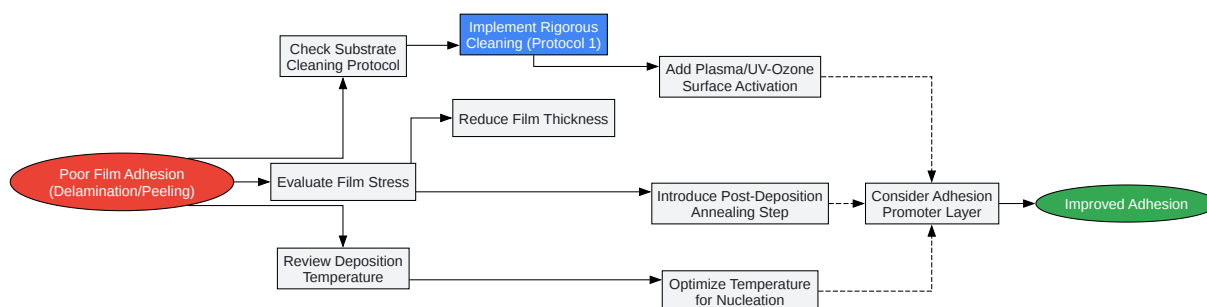 Implement Rigorous
Cleaning (Protocol 1)
Check Substrate
Cleaning Protocol
Add Plasma/UV-Ozone
Surface Activation
Reduce Film Thickness
Poor Film Adhesion
(Delamination/Peeling)
Evaluate Film Stress
Introduce Post-Deposition
Annealing Step
Consider Adhesion
Promoter Layer
Improved Adhesion
Review Deposition
Temperature
Optimize Temperature
for Nucleation